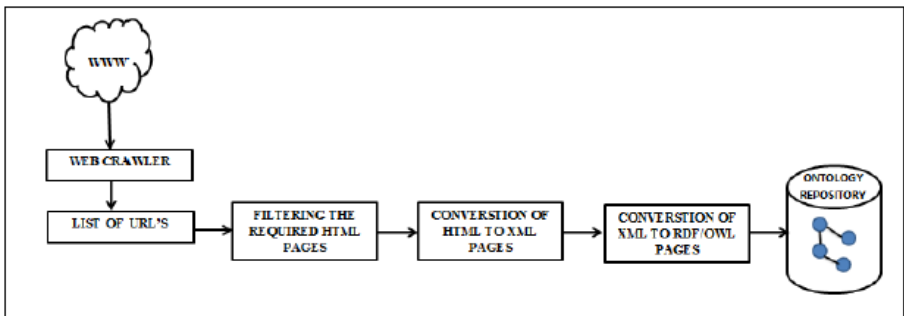 WWW
WEB CRAWLER
LIST OF URL'S
FILTERING THE
REQUIRED HTML
PAGES
CONVERSTION OF
HTML TO XML
PAGES
CONVERSTION OF
XML TO RDF/OWL
PAGES
ONTOLOGY
REPOSITORY